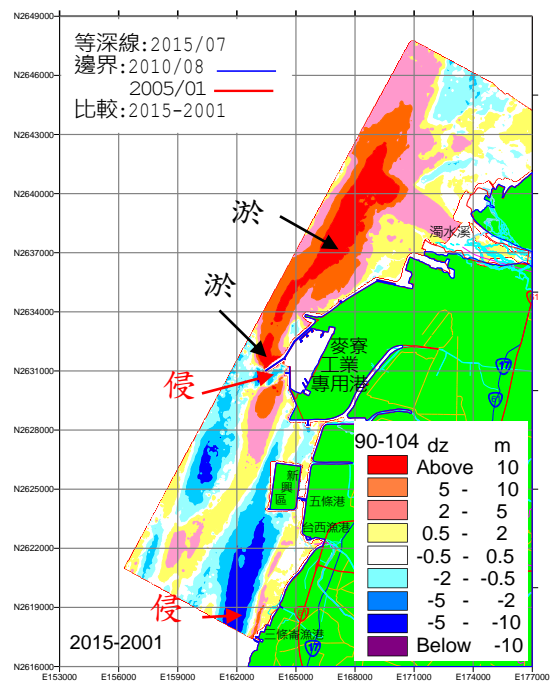 N2649000
N2646000
N2643000
N2640000
N2637000
N2634000
N2631000
N2628000
N2625000
N2622000
N2619000
N2616000
等深線:2015/07
邊界:2010/08
2005/01
比較:2015-2001
淤
濁水溪
淤
麥寮
工業
專用港
侵
17
新興區
五條港
台西漁港
侵
三條崙漁港
17
2015-2001
90-104 dz m
Above 10
5 - 10
2 - 5
0.5 - 2
-0.5 - 0.5
-2 - -0.5
-5 - -2
-5 - -10
Below -10
E153000 E156000 E159000 E162000 E165000 E168000 E171000 E174000 E177000